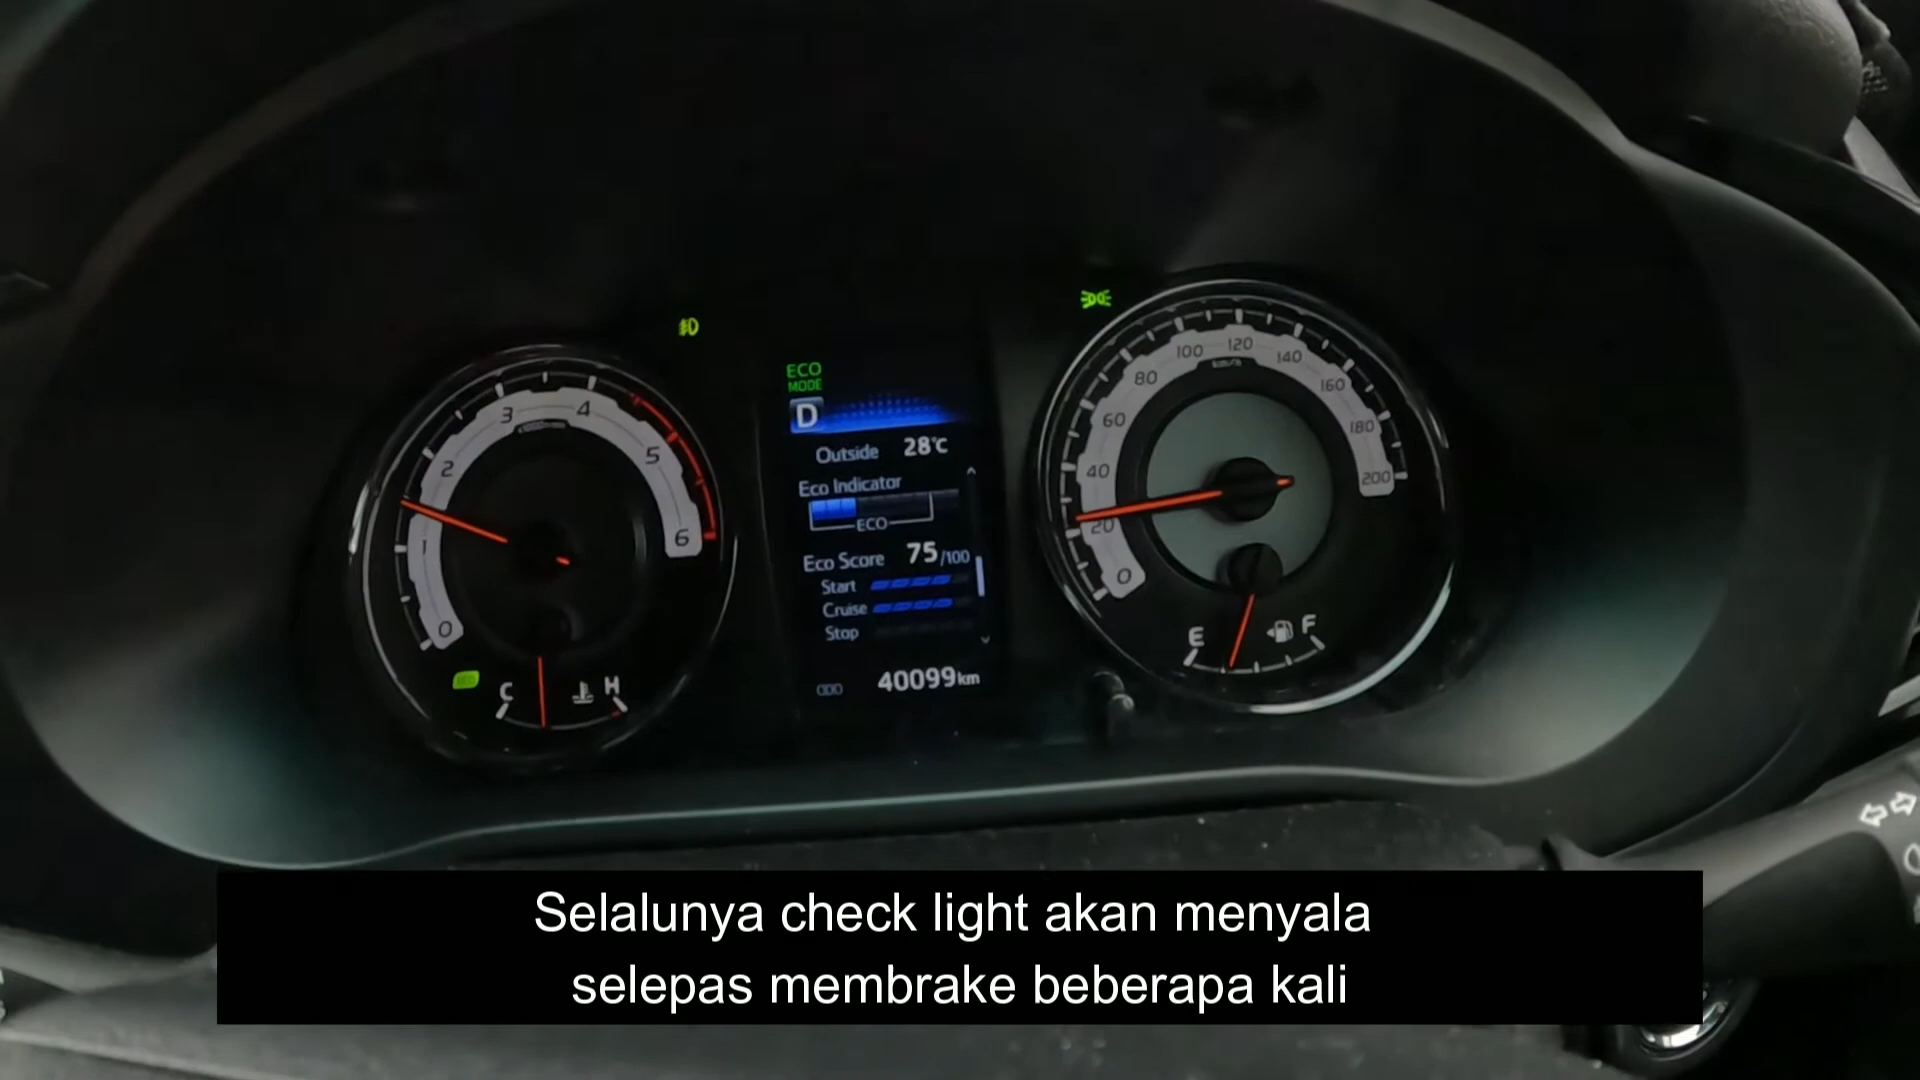 ECO
MODE
D
Outside 28°C
Eco Indicator
ECO
Eco Score 75/100
Start
Cruise
Stop
ODO 40099km
0
1
2
3
4
5
6
C
H
0
20
40
60
80
100
120
140
160
180
200
km/h
E
F
Selalunya check light akan menyala
selepas membrake beberapa kali